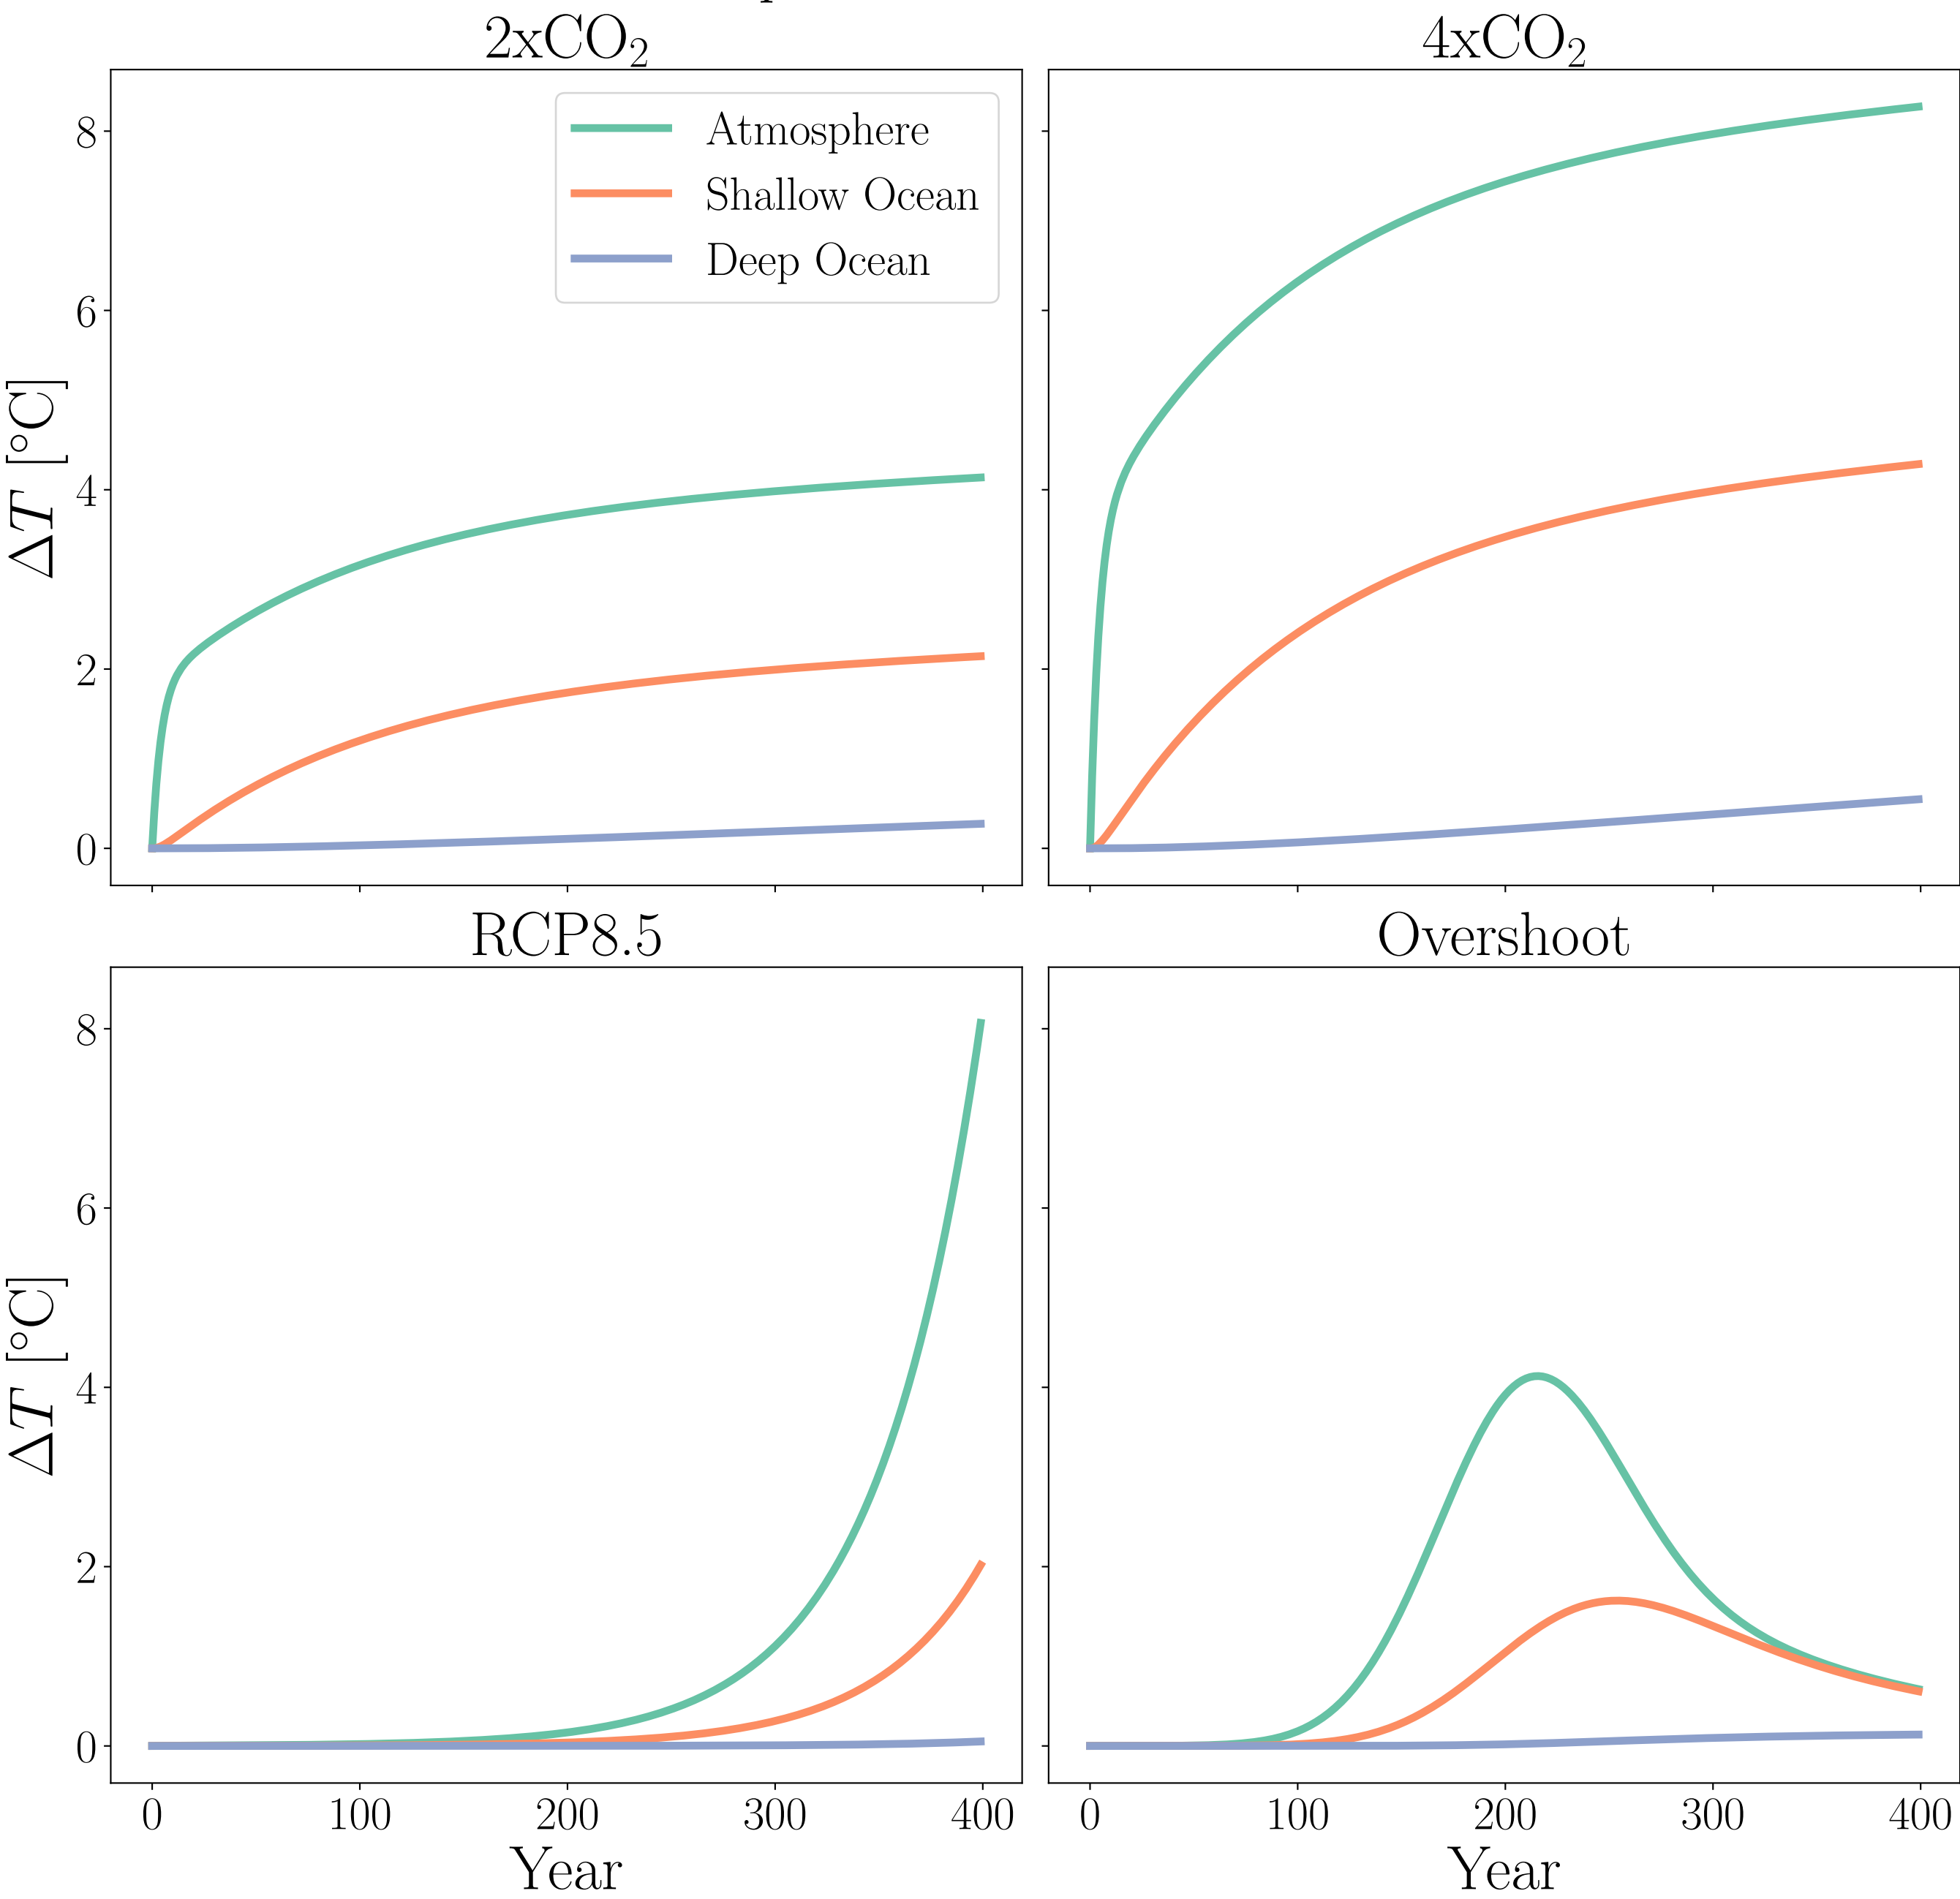 2xCO₂
4xCO₂
8
6
4
2
0
ΔT [°C]
Atmosphere
Shallow Ocean
Deep Ocean
RCP8.5
Overshoot
8
6
4
2
0
ΔT [°C]
0 100 200 300 400
0 100 200 300 400
Year
Year